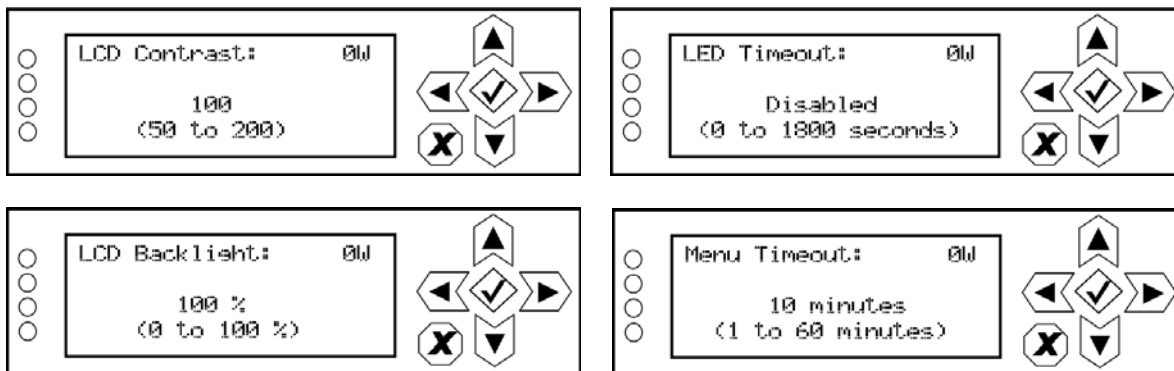 LCD Contrast: 0W
100
(50 to 200)
LED Timeout: 0W
Disabled
(0 to 1800 seconds)
LCD Backlight: 0W
100 %
(0 to 100 %)
Menu Timeout: 0W
10 minutes
(1 to 60 minutes)